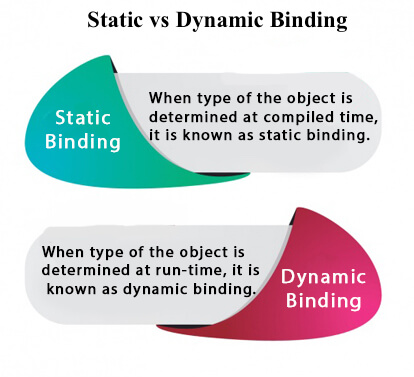 Static vs Dynamic Binding
Static
Binding
When type of the object is
determined at compiled time,
it is known as static binding.
When type of the object is
determined at run-time, it is
known as dynamic binding.
Dynamic
Binding